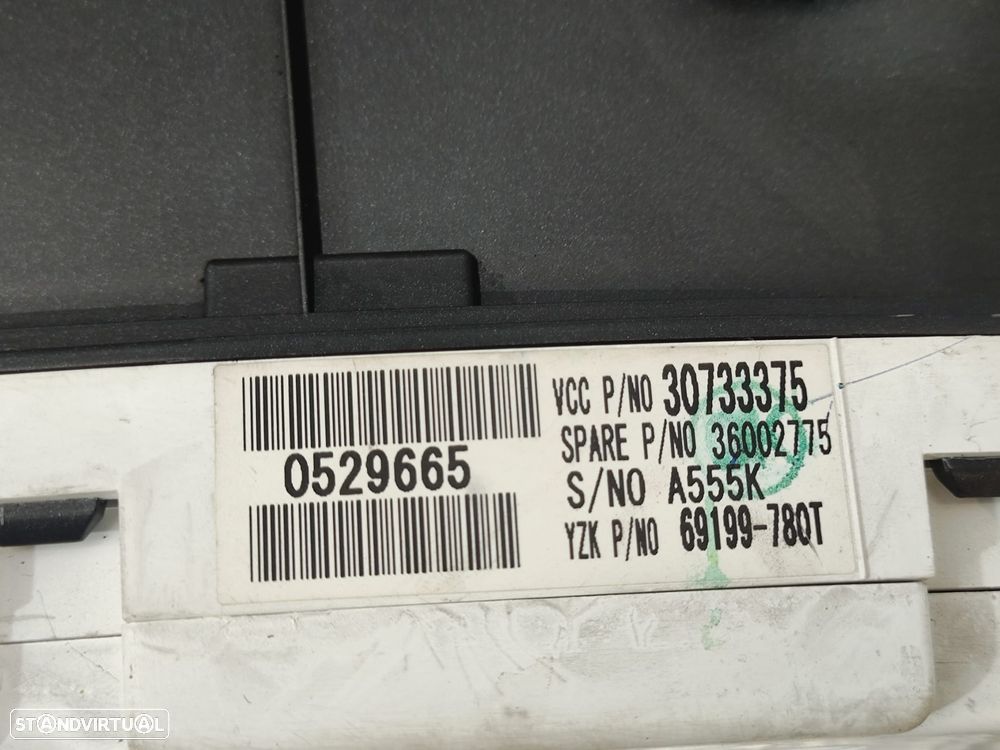 VCC P/NO 30733375
SPARE P/NO 36002775
0529665
S/NO A555K
YZK P/NO 69199-780T
STANDVIRTUAL